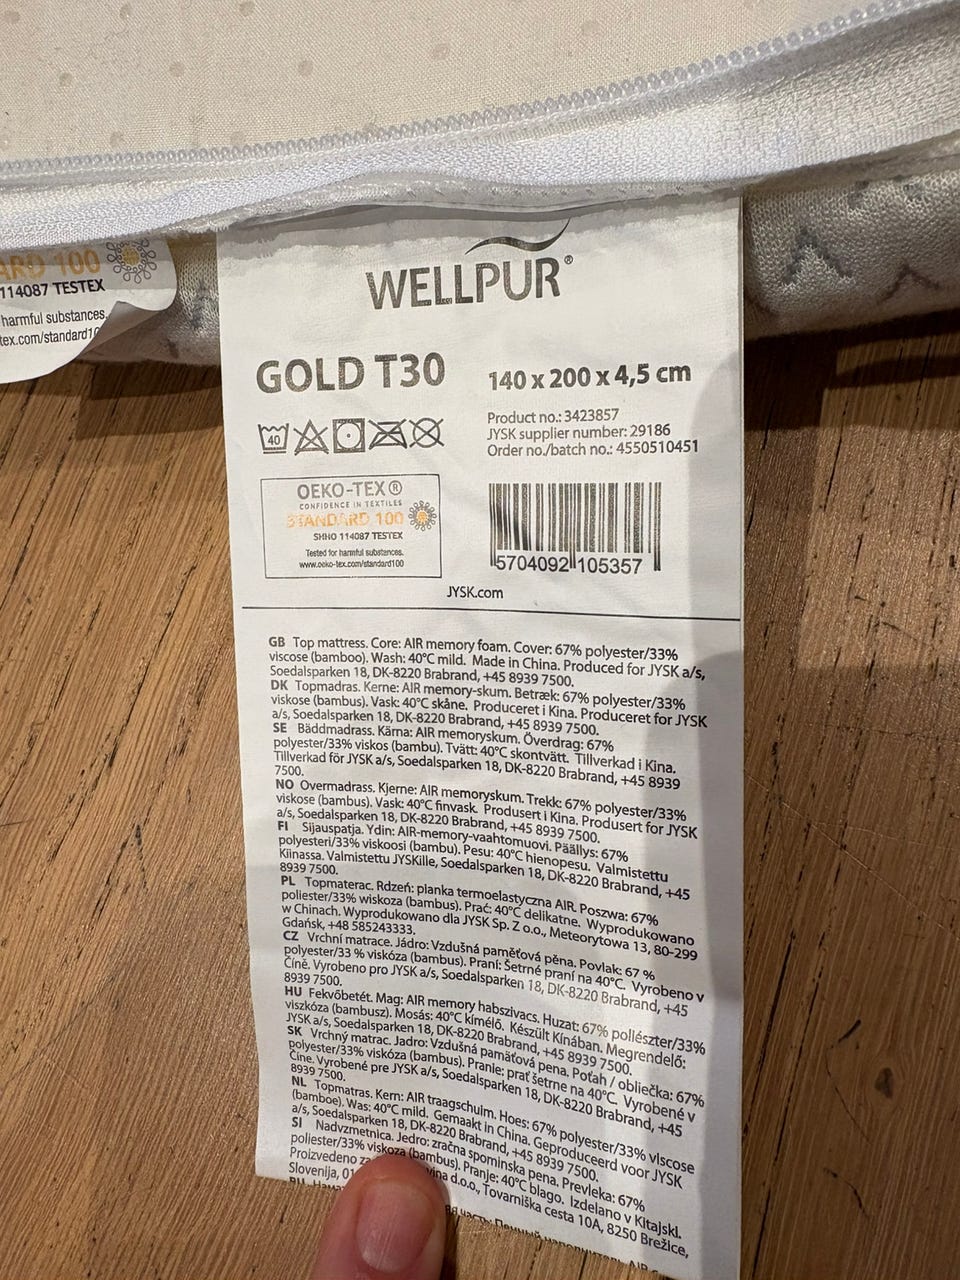 ARD 100
114087 TESTEX
harmful substances.
tex.com/standard10
WELLPUR®
GOLD T30
140 x 200 x 4,5 cm
40
Product no.: 3423857
JYSK supplier number: 29186
Order no./batch no.: 4550510451
OEKO-TEX®
CONFIDENCE IN TEXTILES
STANDARD 100
SHHO 114087 TESTEX
Tested for harmful substances.
www.oeko-tex.com/standard100
5704092 105357
JYSK.com
GB Top mattress. Core: AIR memory foam. Cover: 67% polyester/33%
viscose (bamboo). Wash: 40°C mild. Made in China. Produced for JYSK a/s,
Soedalsparken 18, DK-8220 Brabrand, +45 8939 7500.
DK Topmadras. Kerne: AIR memory-skum. Betræk: 67% polyester/33%
viskose (bambus). Vask: 40°C skåne. Produceret i Kina. Produceret for JYSK
a/s, Soedalsparken 18, DK-8220 Brabrand, +45 8939 7500.
SE Bäddmadrass. Kärna: AIR memoryskum. Överdrag: 67%
polyester/33% viskos (bambu). Tvätt: 40°C skontvätt. Tillverkad i Kina.
Tillverkad för JYSK a/s, Soedalsparken 18, DK-8220 Brabrand, +45 8939
7500.
NO Overmadrass. Kjerne: AIR memoryskum. Trekk: 67% polyester/33%
viskose (bambus). Vask: 40°C finvask. Produsert i Kina. Produsert for JYSK
a/s, Soedalsparken 18, DK-8220 Brabrand, +45 8939 7500.
FI Sijauspatja. Ydin: AIR-memory-vaahtomuovi. Päällys: 67%
polyesteri/33% viskoosi (bambu). Pesu: 40°C hienopesu. Valmistettu
Kiinassa. Valmistettu JYSKille, Soedalsparken 18, DK-8220 Brabrand, +45
8939 7500.
PL Topmaterac. Rdzeń: planka termoelastyczna AIR. Poszwa: 67%
poliester/33% wiskoza (bambus). Prać: 40°C delikatne. Wyprodukowano
w Chinach. Wyprodukowano dla JYSK Sp. Z o.o., Meteorytowa 13, 80-299
Gdańsk, +48 585243333.
CZ Vrchní matrace. Jádro: Vzdušná paměťová pěna. Povlak: 67 %
polyester/33 % viskóza (bambus). Praní: Šetrné praní na 40°C. Vyrobeno v
Číně. Vyrobeno pro JYSK a/s, Soedalsparken 18, DK-8220 Brabrand, +45
8939 7500.
HU Fekvőbetét. Mag: AIR memory habszivacs. Huzat: 67% poliészter/33%
viszkóza (bambusz). Mosás: 40°C kímélő. Készült Kínában. Megrendelő:
JYSK a/s, Soedalsparken 18, DK-8220 Brabrand, +45 8939 7500.
SK Vrchný matrac. Jadro: Vzdušná pamäťová pena. Poťah / obliečka: 67%
polyester/33% viskóza (bambus). Pranie: prať šetrne na 40°C. Vyrobené v
Číne. Vyrobené pre JYSK a/s, Soedalsparken 18, DK-8220 Brabrand, +45
8939 7500.
NL Topmatras. Kern: AIR traagschuim. Hoes: 67% polyester/33% viscose
(bamboe). Was: 40°C mild. Gemaakt in China. Geproduceerd voor JYSK
a/s, Soedalsparken 18, DK-8220 Brabrand, +45 8939 7500.
SI Nadvzmetnica. Jedro: zračna spominska pena. Prevleka: 67%
poliester/33% viskoza (bambus). Pranje: 40°C blago. Izdelano v Kitajski.
Proizvedeno za d.o.o., Tovarniška cesta 10A, 8250 Brežice,
Slovenija, 01